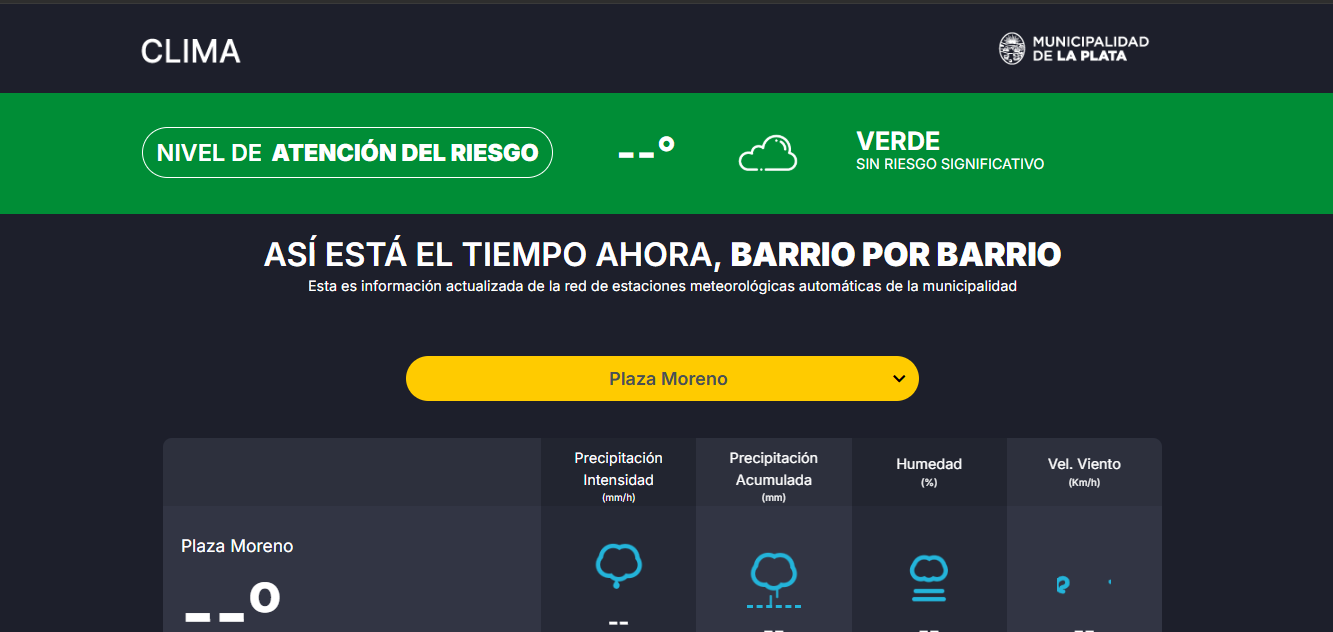 CLIMA
MUNICIPALIDAD
DE LA PLATA
NIVEL DE ATENCIÓN DEL RIESGO
--°
VERDE
SIN RIESGO SIGNIFICATIVO
ASÍ ESTÁ EL TIEMPO AHORA, BARRIO POR BARRIO
Esta es información actualizada de la red de estaciones meteorológicas automáticas de la municipalidad
Plaza Moreno
Precipitación
Intensidad
(mm/h)
Precipitación
Acumulada
(mm)
Humedad
(%)
Vel. Viento
(Km/h)
Plaza Moreno
--°
--
--
--
--